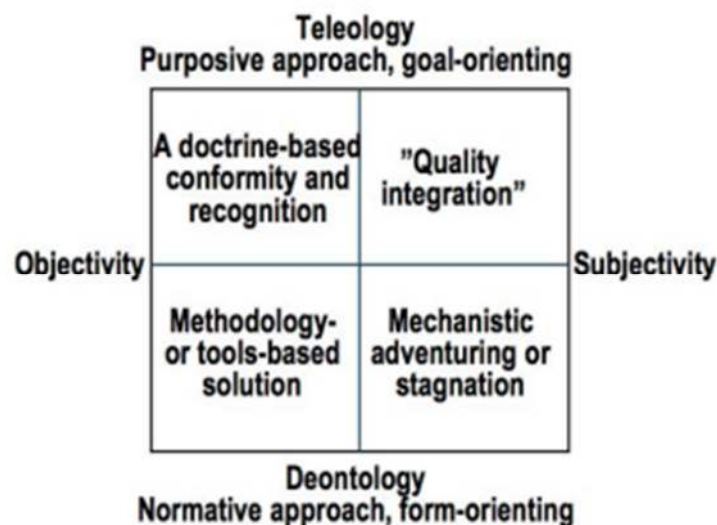 Teleology
Purposive approach, goal-orienting
A doctrine-based
conformity and
recognition
”Quality
integration”
Objectivity
Subjectivity
Methodology-
or tools-based
solution
Mechanistic
adventuring or
stagnation
Deontology
Normative approach, form-orienting